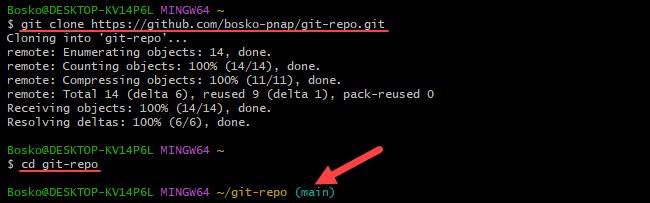 Bosko@DESKTOP-KV14P6L MINGW64 ~
$ git clone https://github.com/bosko-pnap/git-repo.git
Cloning into 'git-repo'...
remote: Enumerating objects: 14, done.
remote: Counting objects: 100% (14/14), done.
remote: Compressing objects: 100% (11/11), done.
remote: Total 14 (delta 6), reused 9 (delta 1), pack-reused 0
Receiving objects: 100% (14/14), done.
Resolving deltas: 100% (6/6), done.
Bosko@DESKTOP-KV14P6L MINGW64 ~
$ cd git-repo
Bosko@DESKTOP-KV14P6L MINGW64 ~/git-repo (main)